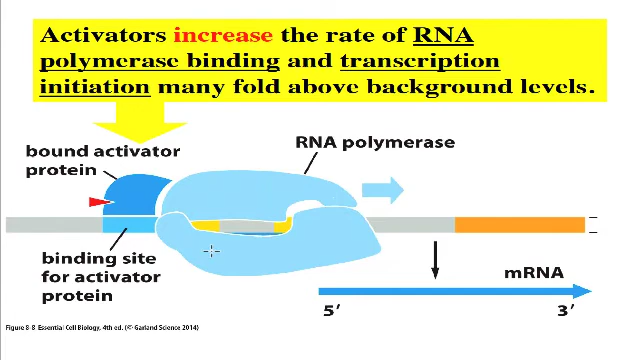 Activators increase the rate of RNA
polymerase binding and transcription
initiation many fold above background levels.
RNA polymerase
bound activator
protein
binding site
for activator
protein
mRNA
5′
3′
Figure 8-8 Essential Cell Biology, 4th ed. (© Garland Science 2014)